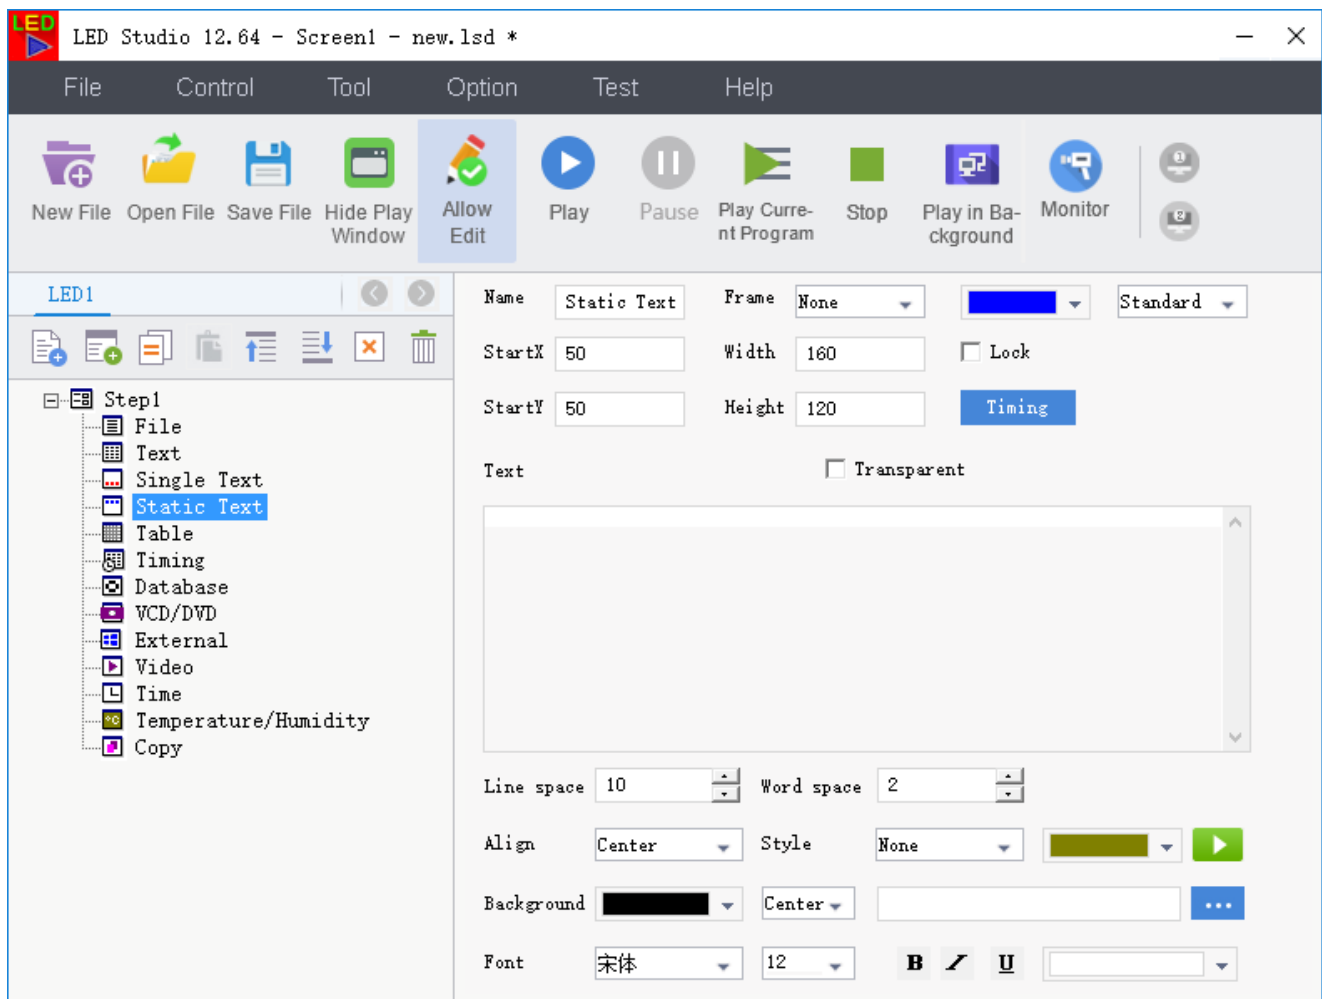 LED
LED Studio 12.64 - Screen1 - new.lsd *
File Control Tool Option Test Help
New File Open File Save File Hide Play Window Allow Edit Play Pause Play Curre-nt Program Stop Play in Ba-ckground Monitor
1
2
LED1
Step1
File
Text
Single Text
Static Text
Table
Timing
Database
VCD/DVD
External
Video
Time
°C Temperature/Humidity
Copy
Name Static Text Frame None Standard
StartX 50 Width 160 Lock
StartY 50 Height 120 Timing
Text Transparent
Line space 10 Word space 2
Align Center Style None
Background Center ...
Font 宋体 12 B I U